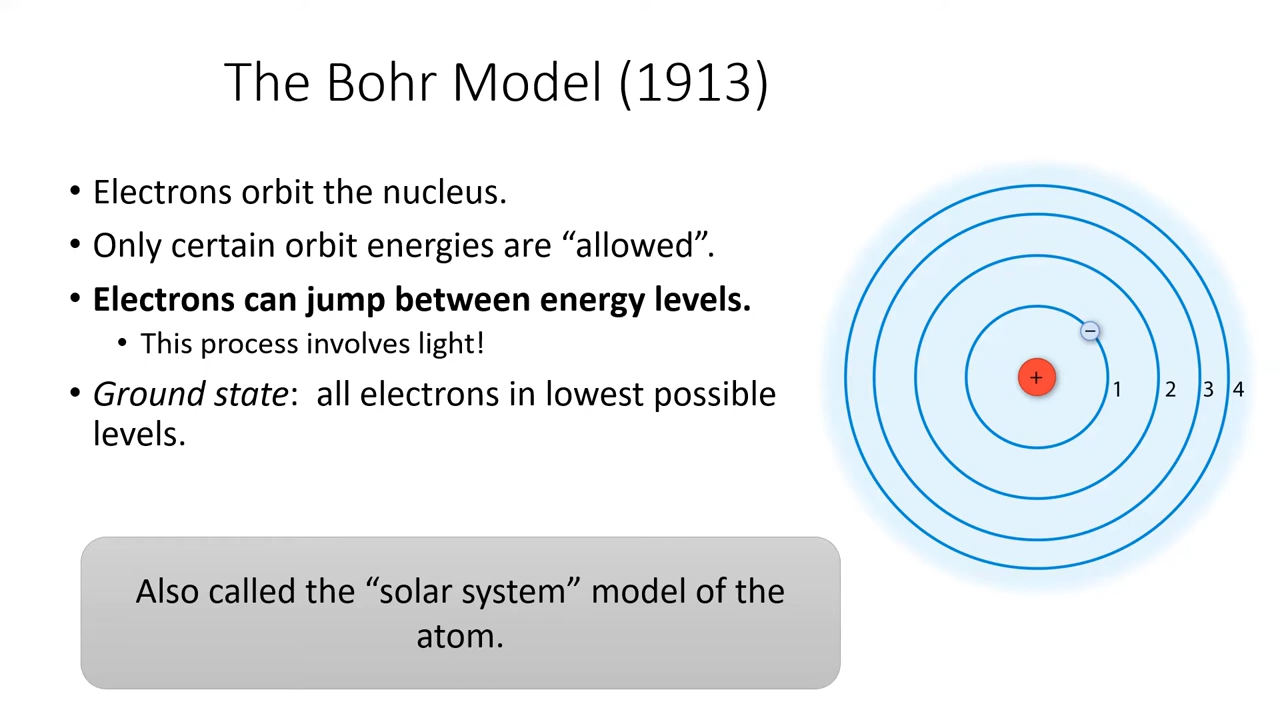 The Bohr Model (1913)
• Electrons orbit the nucleus.
• Only certain orbit energies are “allowed”.
• Electrons can jump between energy levels.
• This process involves light!
• Ground state:  all electrons in lowest possible
levels.
− 
+ 1 2 3 4
Also called the “solar system” model of the
atom.